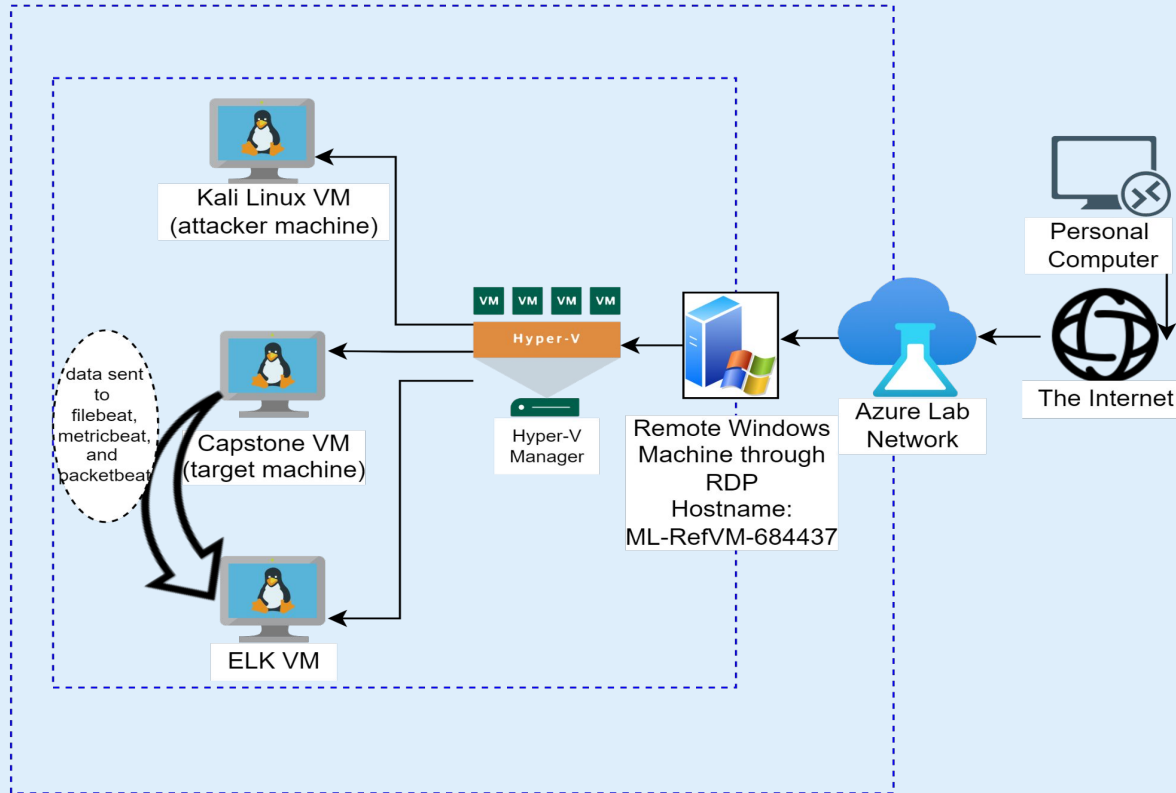 Kali Linux VM
(attacker machine)
VM VM VM VM
Hyper-V
Hyper-V
Manager
data sent
to
filebeat,
metricbeat,
and
packetbeat
Capstone VM
(target machine)
ELK VM
Remote Windows
Machine through
RDP
Hostname:
ML-RefVM-684437
Azure Lab
Network
Personal
Computer
The Internet